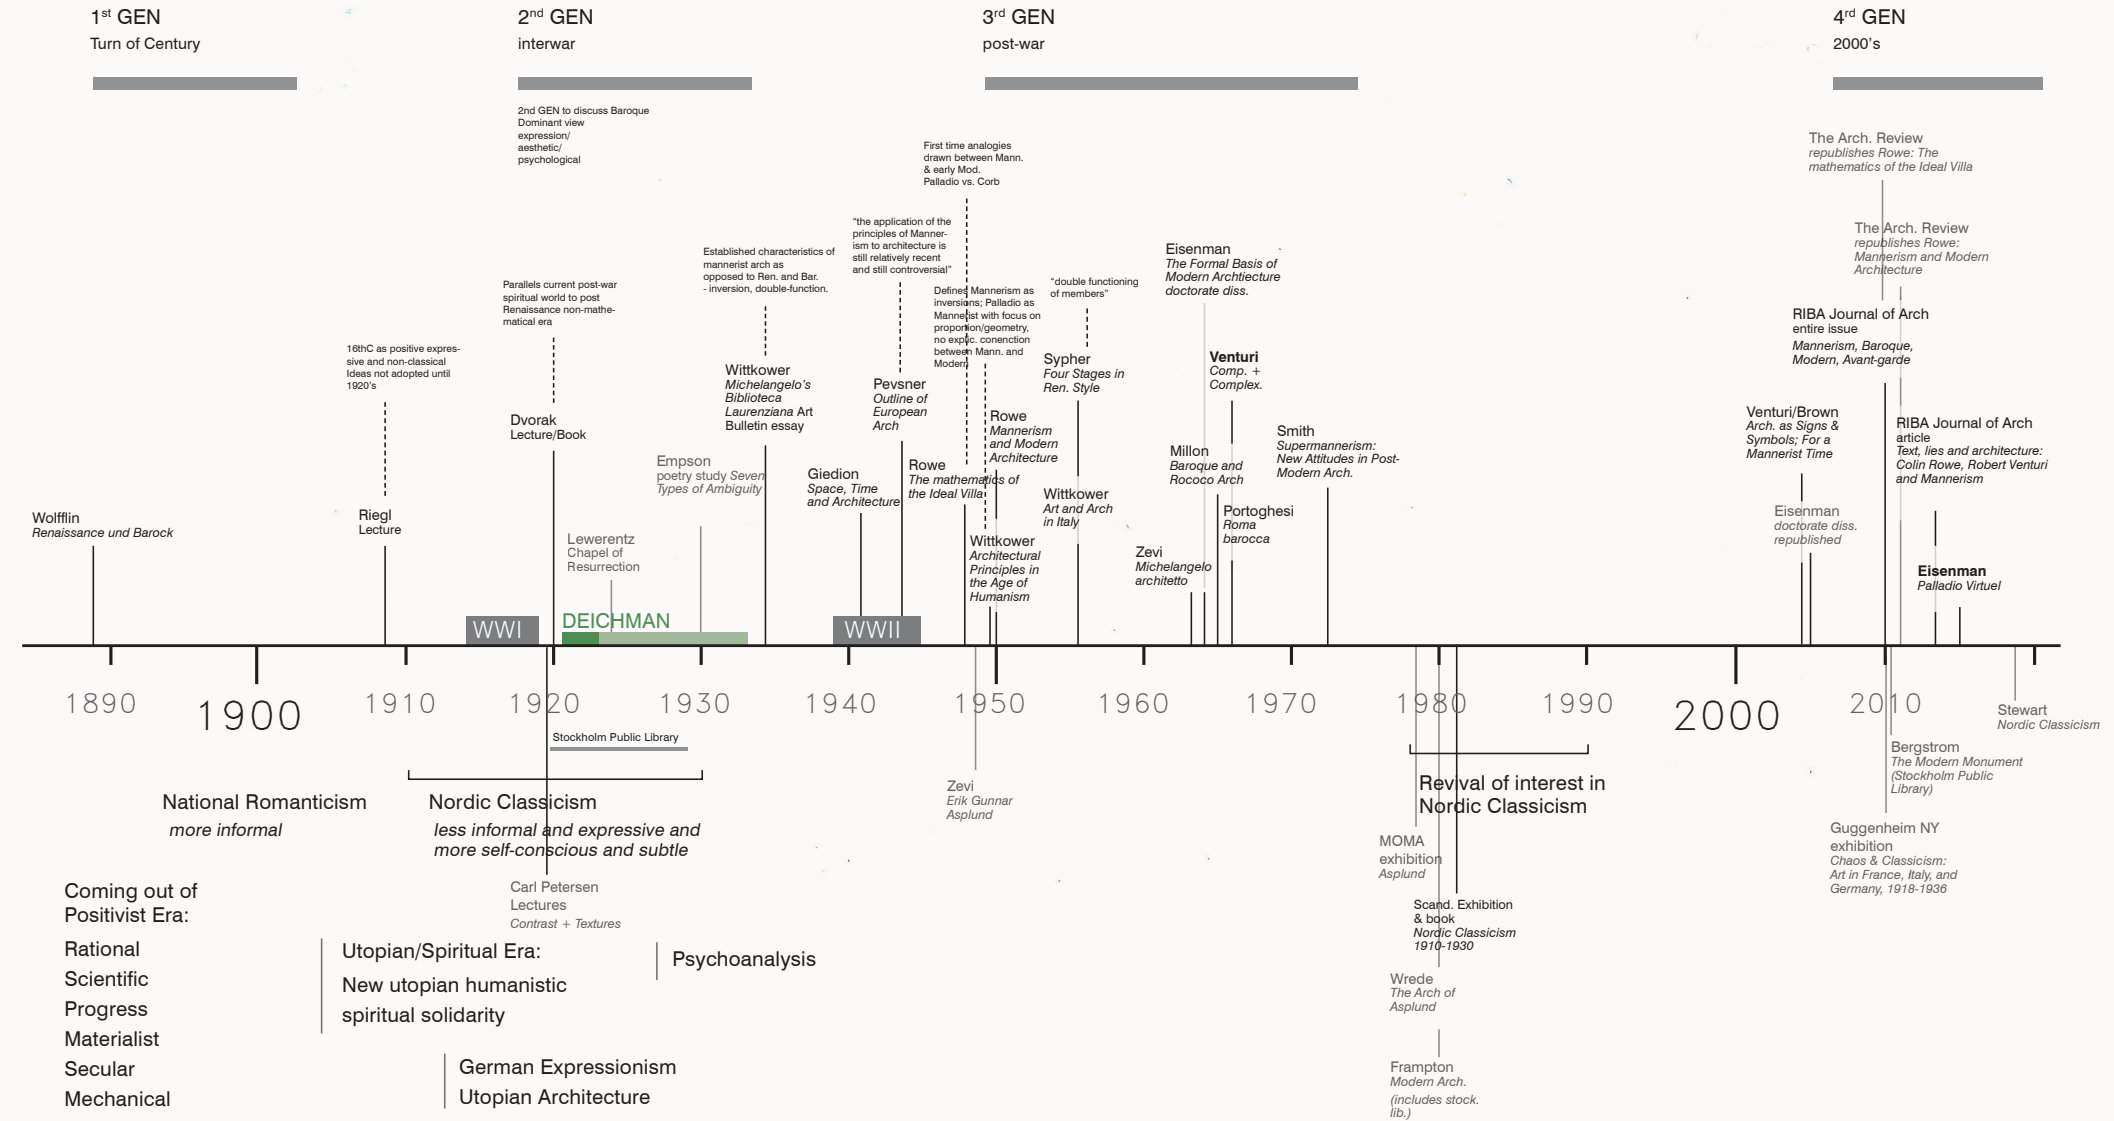 1st GEN
Turn of Century
2nd GEN
interwar
3rd GEN
post-war
4rd GEN
2000's
2nd GEN to discuss Baroque
Dominant view
expression/
aesthetic/
psychological
First time analogies
drawn between Mann.
& early Mod.
Palladio vs. Corb
The Arch. Review
republishes Rowe: The
mathematics of the Ideal Villa
"the application of the
principles of Manner-
ism to architecture is
still relatively recent
and still controversial"
The Arch. Review
republishes Rowe:
Mannerism and Modern
Architecture
Established characteristics of
mannerist arch as
opposed to Ren. and Bar.
- inversion, double-function.
Eisenman
The Formal Basis of
Modern Archtiecture
doctorate diss.
Parallels current post-war
spiritual world to post
Renaissance non-mathe-
matical era
Defines Mannerism as
inversions; Palladio as
Mannerist with focus on
proportion/geometry,
no explic. conenction
between Mann. and
Modern
"double functioning
of members"
RIBA Journal of Arch
entire issue
Mannerism, Baroque,
Modern, Avant-garde
16thC as positive expres-
sive and non-classical
Ideas not adopted until
1920's
Wittkower
Michelangelo's
Biblioteca
Laurenziana Art
Bulletin essay
Pevsner
Outline of
European
Arch
Sypher
Four Stages in
Ren. Style
Venturi
Comp. +
Complex.
Dvorak
Lecture/Book
Rowe
Mannerism
and Modern
Architecture
Smith
Supermannerism:
New Attitudes in Post-
Modern Arch.
Venturi/Brown
Arch. as Signs &
Symbols; For a
Mannerist Time
RIBA Journal of Arch
article
Text, lies and architecture:
Colin Rowe, Robert Venturi
and Mannerism
Empson
poetry study Seven
Types of Ambiguity
Giedion
Space, Time
and Architecture
Rowe
The mathematics of
the Ideal Villa
Millon
Baroque and
Rococo Arch
Wittkower
Art and Arch
in Italy
Wolfflin
Renaissance und Barock
Riegl
Lecture
Portoghesi
Roma
barocca
Eisenman
doctorate diss.
republished
Lewerentz
Chapel of
Resurrection
Wittkower
Architectural
Principles in
the Age of
Humanism
Zevi
Michelangelo
architetto
Eisenman
Palladio Virtuel
WWI
DEICHMAN
WWII
1890
1900
1910
1920
1930
1940
1950
1960
1970
1980
1990
2000
2010
Stockholm Public Library
Stewart
Nordic Classicism
Bergstrom
The Modern Monument
(Stockholm Public
Library)
National Romanticism
more informal
Nordic Classicism
less informal and expressive and
more self-conscious and subtle
Zevi
Erik Gunnar
Asplund
Revival of interest in
Nordic Classicism
MOMA
exhibition
Asplund
Guggenheim NY
exhibition
Chaos & Classicism:
Art in France, Italy, and
Germany, 1918-1936
Carl Petersen
Lectures
Contrast + Textures
Scand. Exhibition
& book
Nordic Classicism
1910-1930
Wrede
The Arch of
Asplund
Frampton
Modern Arch.
(includes stock.
lib.)
Coming out of
Positivist Era:
Rational
Scientific
Progress
Materialist
Secular
Mechanical
Utopian/Spiritual Era:
New utopian humanistic
spiritual solidarity
Psychoanalysis
German Expressionism
Utopian Architecture